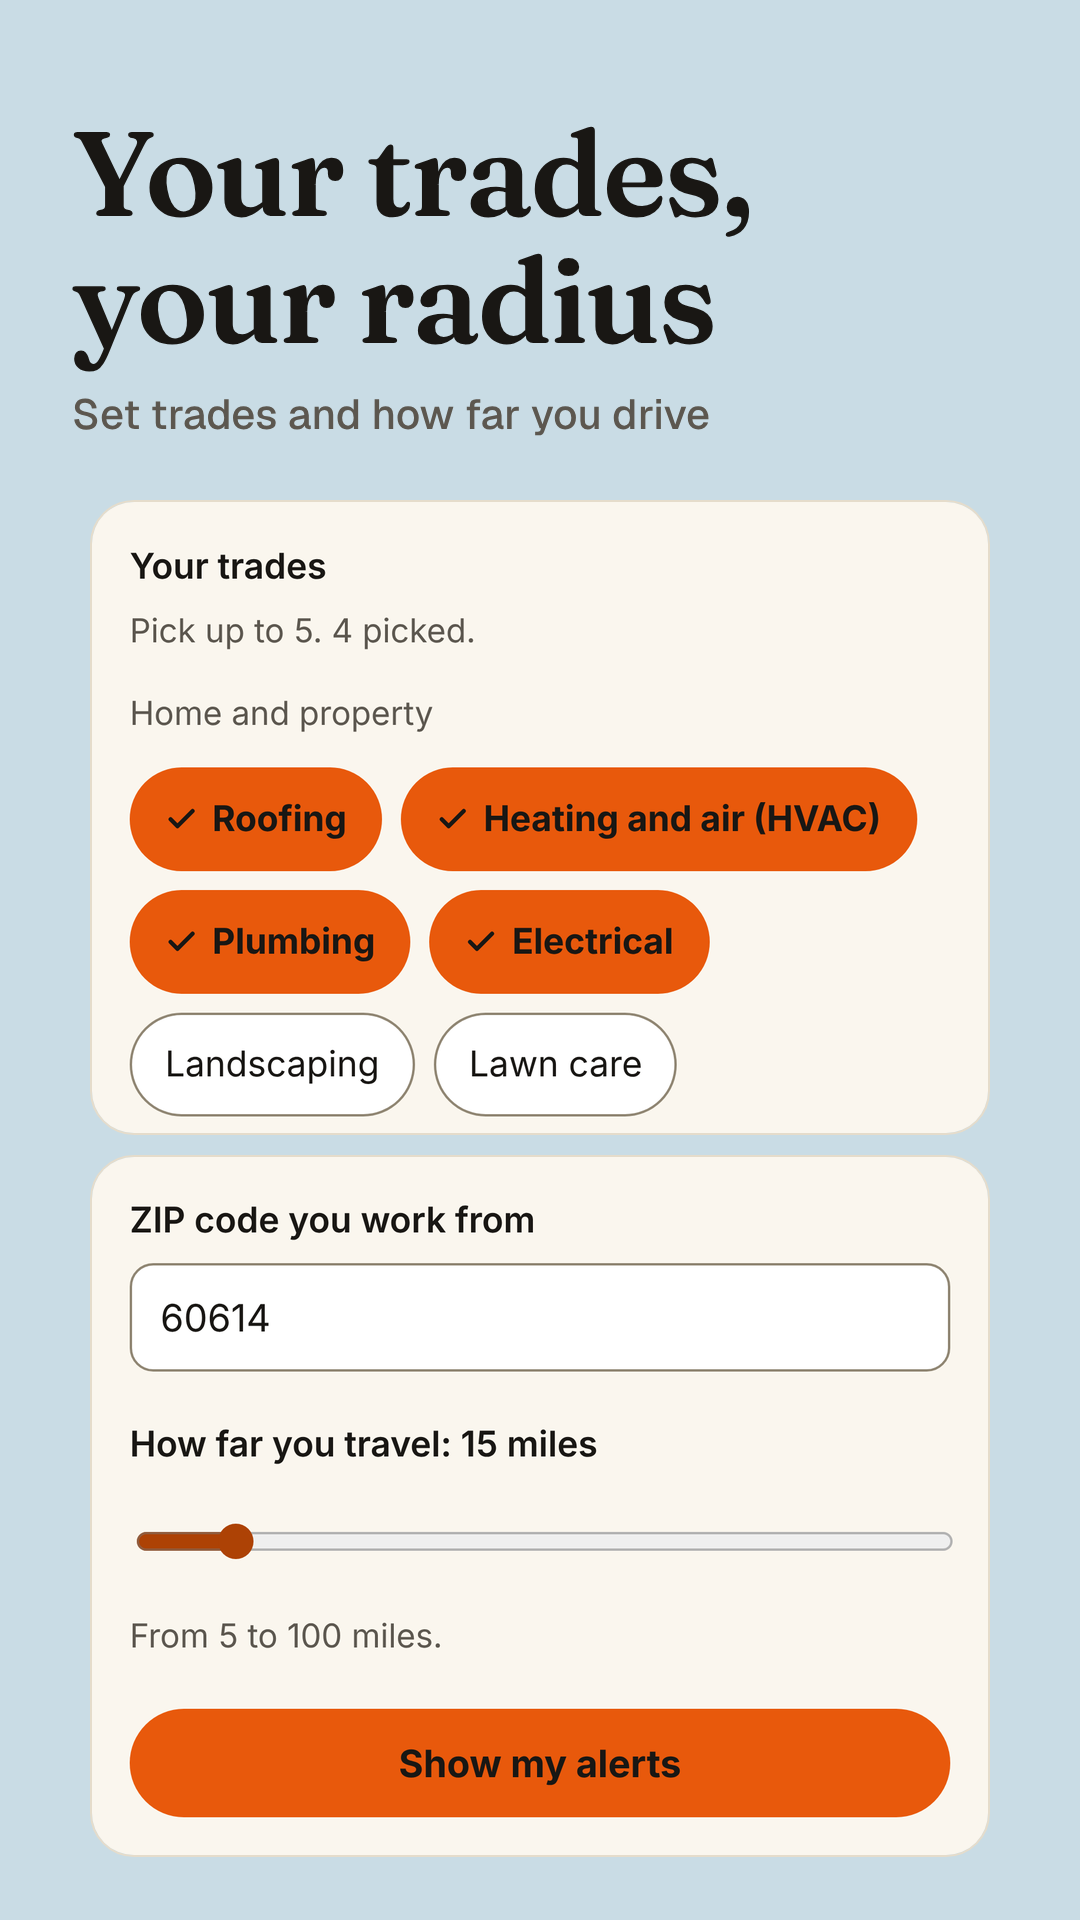 Your trades,
your radius
Set trades and how far you drive
Your trades
Pick up to 5. 4 picked.
Home and property
Roofing
Heating and air (HVAC)
Plumbing
Electrical
Landscaping
Lawn care
ZIP code you work from
60614
How far you travel: 15 miles
From 5 to 100 miles.
Show my alerts